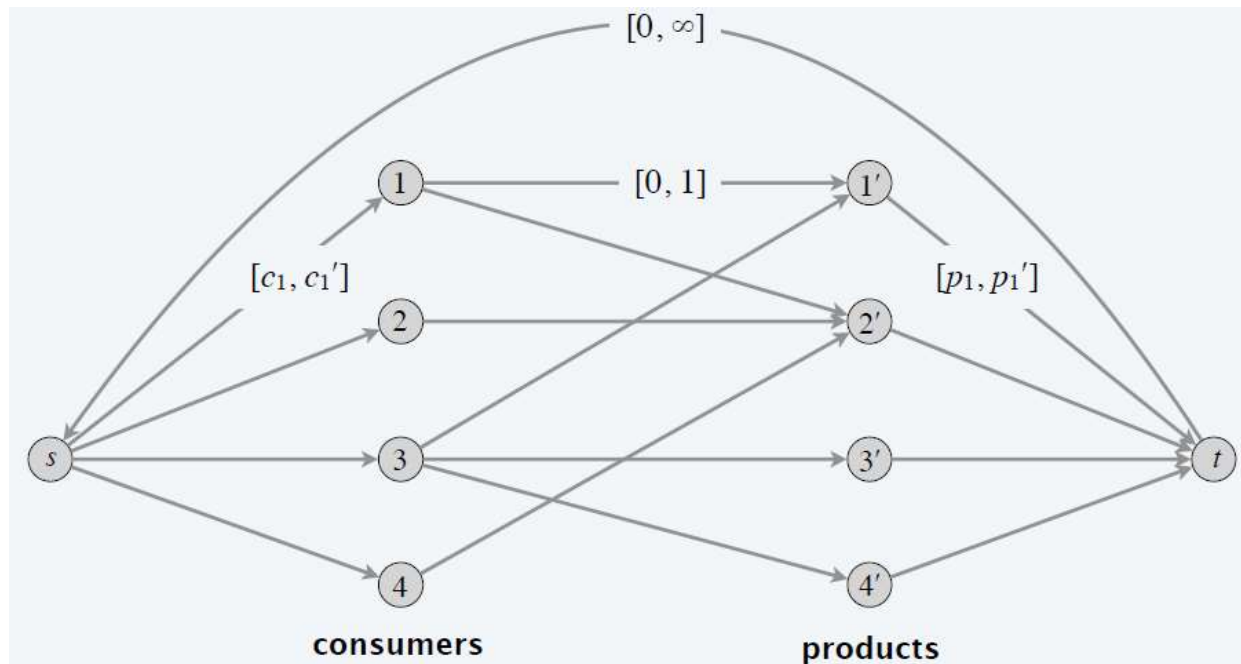 [0, ∞]
1
[0, 1]
1′
[c₁, c₁′]
[p₁, p₁′]
2
2′
s
3
3′
t
4
4′
consumers
products